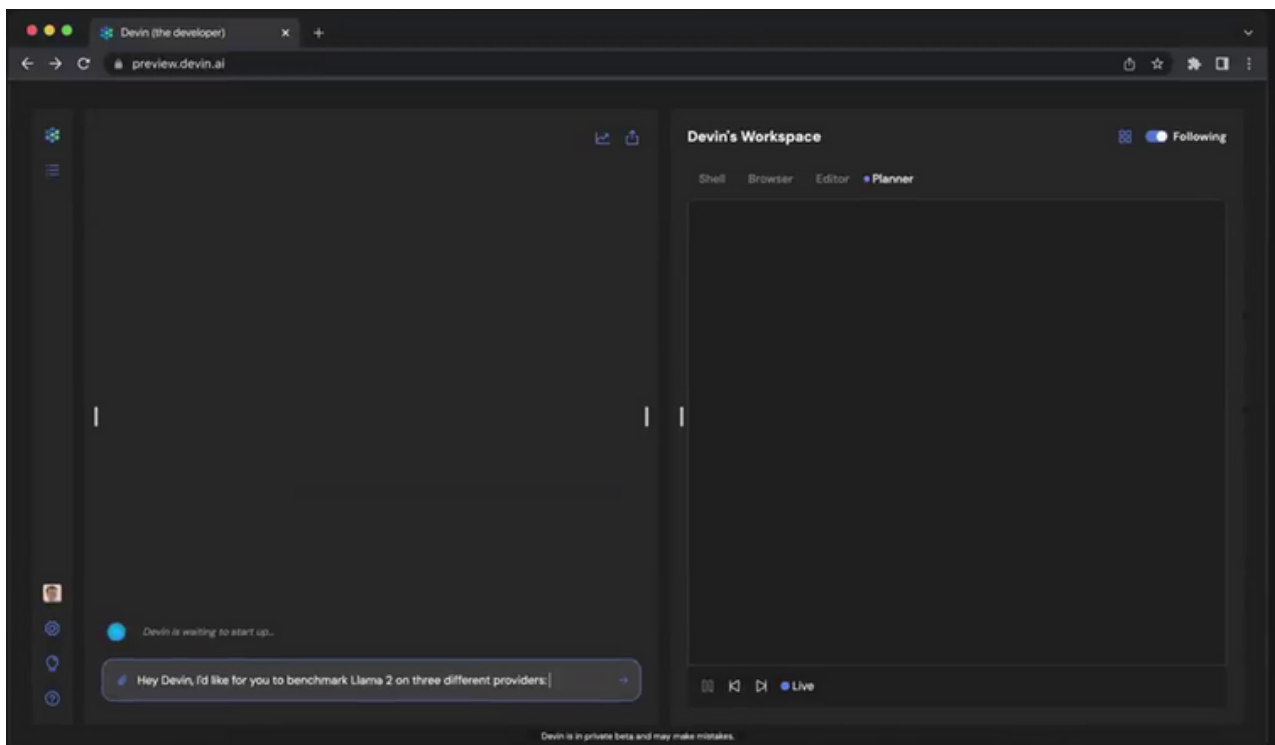 Devin (the developer)
preview.devin.ai
Devin's Workspace
Following
Shell Browser Editor Planner
Devin is waiting to start up...
Hey Devin, I'd like for you to benchmark Llama 2 on three different providers:
Live
Devin is in private beta and may make mistakes.